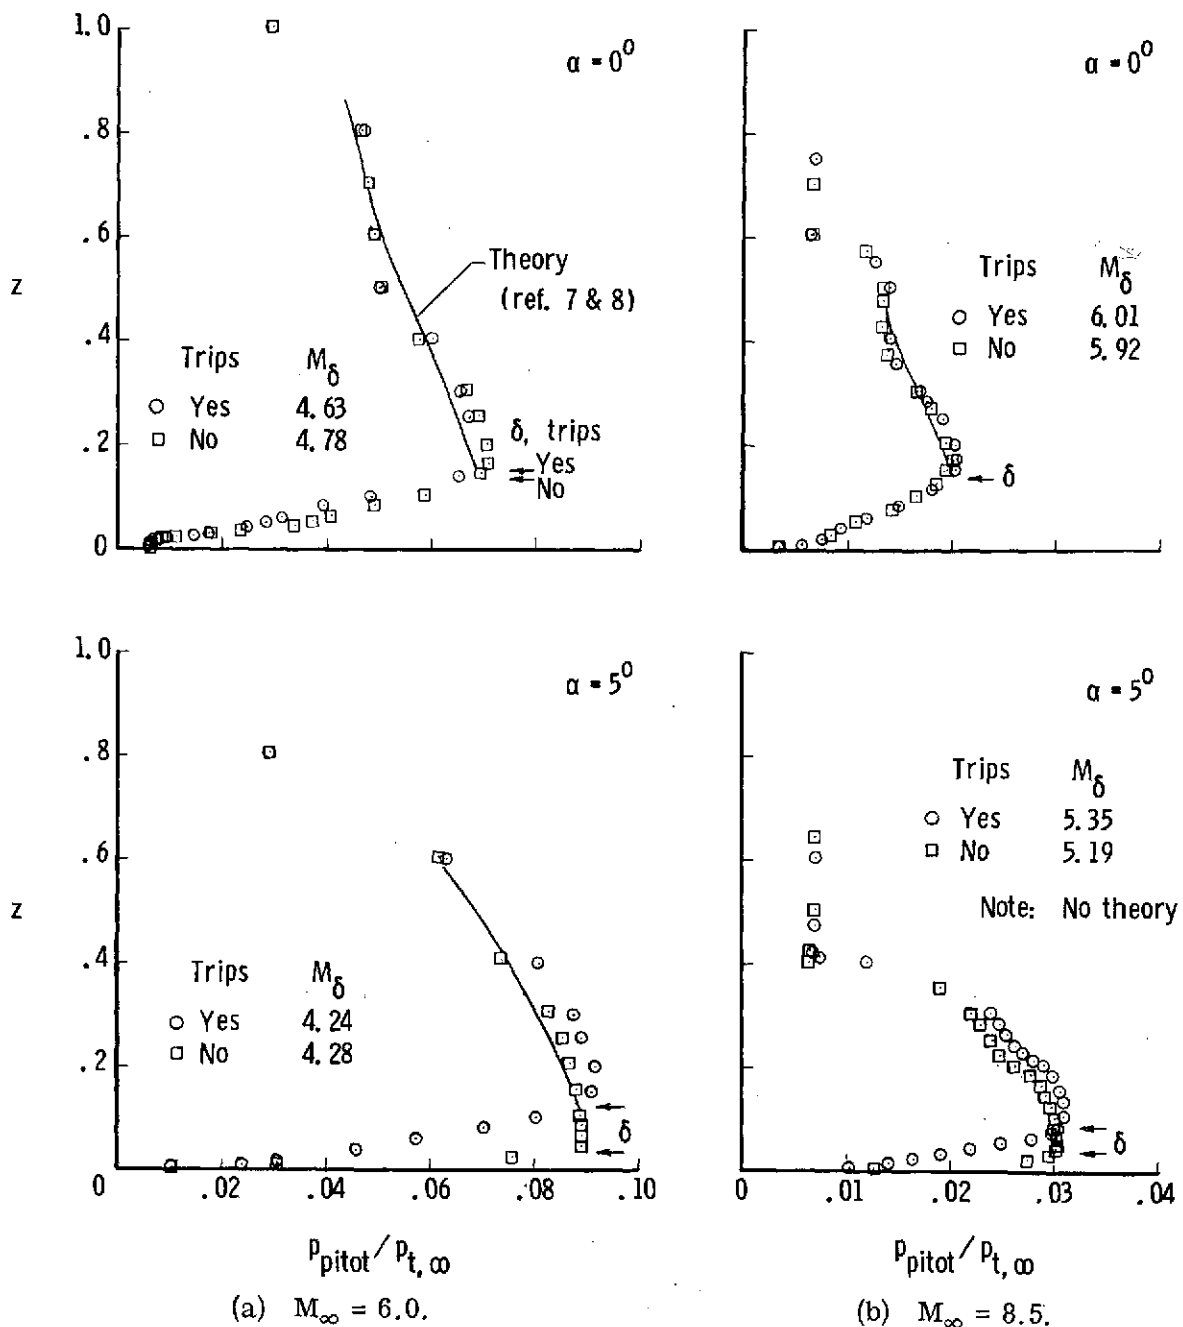 1.0
.8
.6
z
.4
.2
0
α = 0⁰
Theory
(ref. 7 & 8)
Trips M_δ
○ Yes 4.63
□ No 4.78
δ, trips
Yes
No
α = 0⁰
Trips M_δ
○ Yes 6.01
□ No 5.92
δ
1.0
.8
.6
z
.4
.2
0 .02 .04 .06 .08 .10
α = 5⁰
Trips M_δ
○ Yes 4.24
□ No 4.28
δ
p_pitot/p_t,∞
(a) M_∞ = 6.0.
α = 5⁰
Trips M_δ
○ Yes 5.35
□ No 5.19
Note: No theory
δ
0 .01 .02 .03 .04
p_pitot/p_t,∞
(b) M_∞ = 8.5.